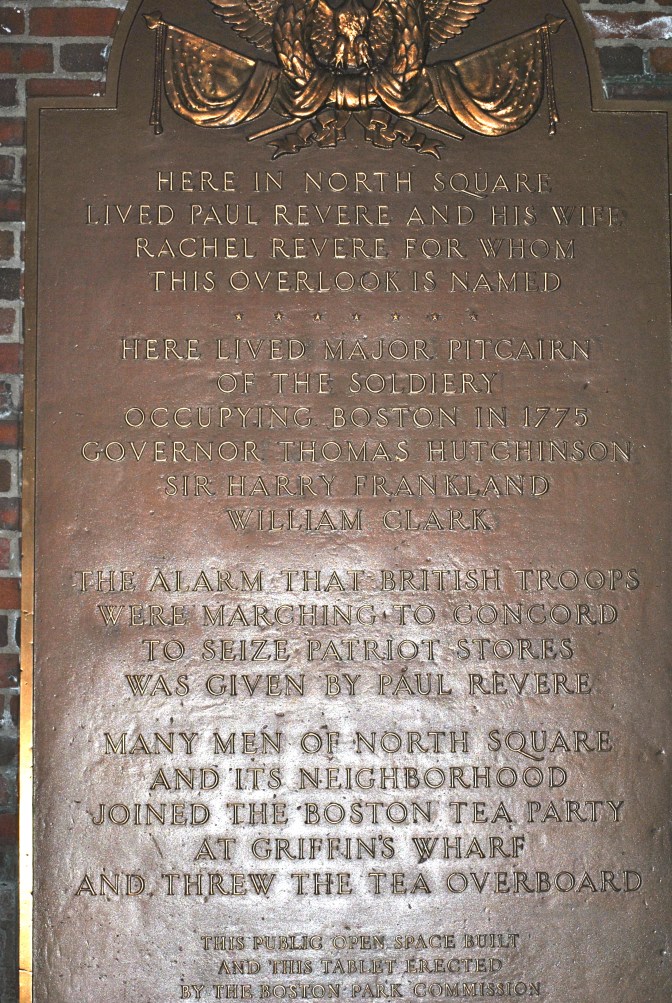 HERE IN NORTH SQUARE
LIVED PAUL REVERE AND HIS WIFE
RACHEL REVERE FOR WHOM
THIS OVERLOOK IS NAMED
HERE LIVED MAJOR PITCAIRN
OF THE SOLDIERY
OCCUPYING BOSTON IN 1775
GOVERNOR THOMAS HUTCHINSON
SIR HARRY FRANKLAND
WILLIAM CLARK
THE ALARM THAT BRITISH TROOPS
WERE MARCHING TO CONCORD
TO SEIZE PATRIOT STORES
WAS GIVEN BY PAUL REVERE
MANY MEN OF NORTH SQUARE
AND ITS NEIGHBORHOOD
JOINED THE BOSTON TEA PARTY
AT GRIFFIN'S WHARF
AND THREW THE TEA OVERBOARD
THIS PUBLIC OPEN SPACE BUILT
AND THIS TABLET ERECTED
BY THE BOSTON PARK COMMISSION